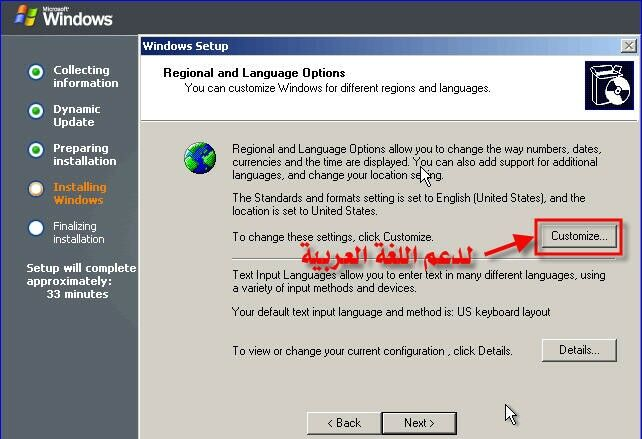 Microsoft
Windows
Collecting
information
Dynamic
Update
Preparing
installation
Installing
Windows
Finalizing
installation
Setup will complete
approximately:
33 minutes
Windows Setup
Regional and Language Options
You can customize Windows for different regions and languages.
Regional and Language Options allow you to change the way numbers, dates,
currencies and the time are displayed. You can also add support for additional
languages, and change your location setting.
The Standards and formats setting is set to English (United States), and the
location is set to United States.
To change these settings, click Customize.
Customize...
لدعم اللغة العربية
Text Input Languages allow you to enter text in many different languages, using
a variety of input methods and devices.
Your default text input language and method is: US keyboard layout
To view or change your current configuration , click Details.
Details...
< Back
Next >